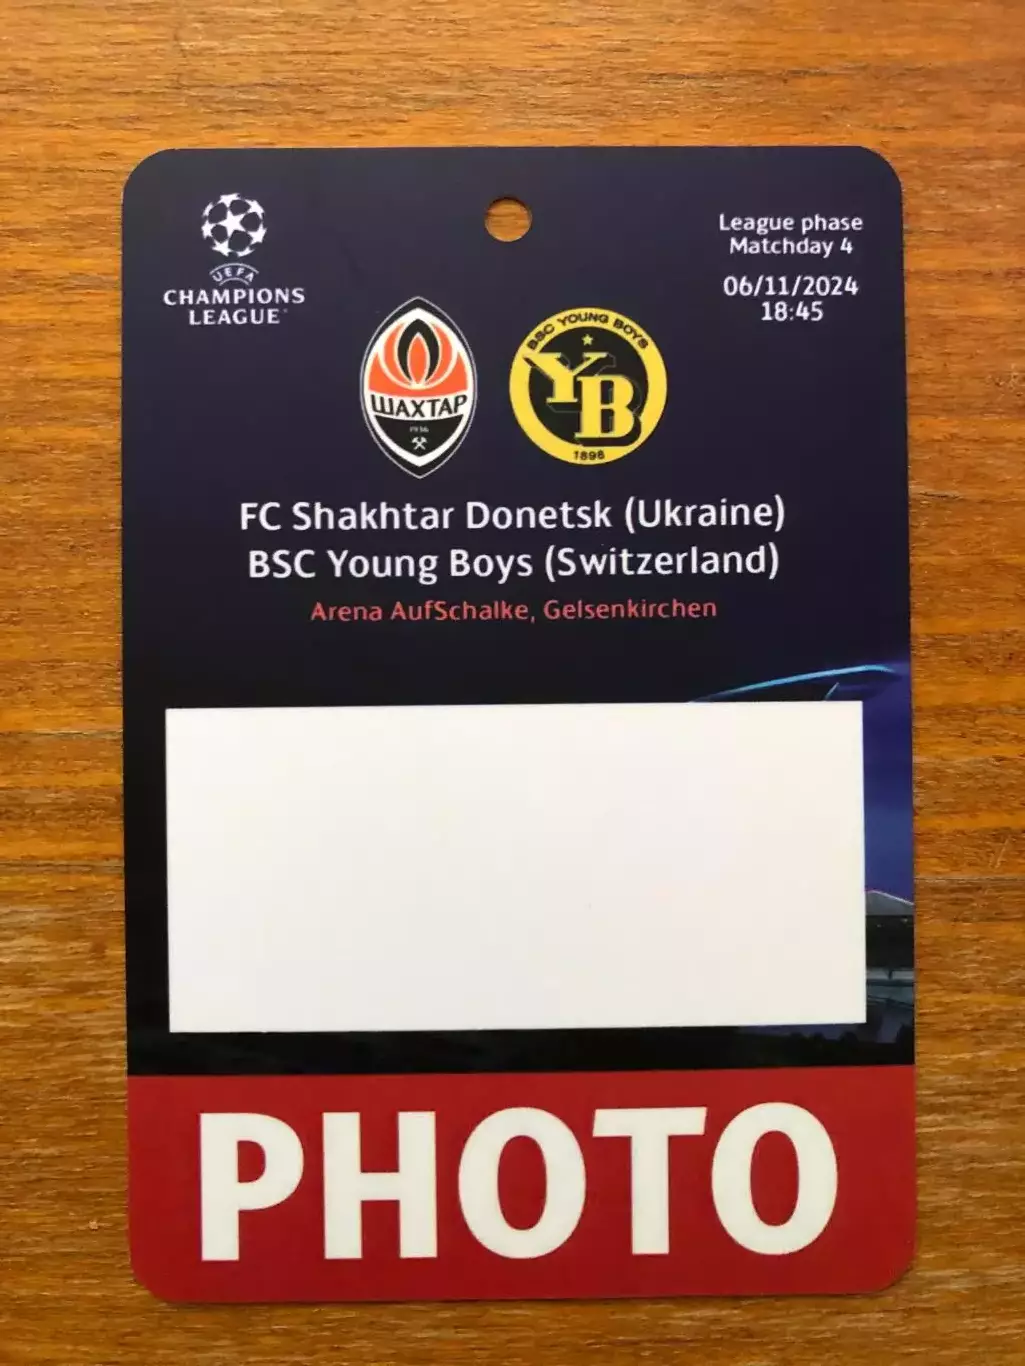 UEFA
CHAMPIONS
LEAGUE
League phase
Matchday 4
06/11/2024
18:45
ШАХТАР
1936
BSC YOUNG BOYS
YB
1898
FC Shakhtar Donetsk (Ukraine)
BSC Young Boys (Switzerland)
Arena AufSchalke, Gelsenkirchen
PHOTO